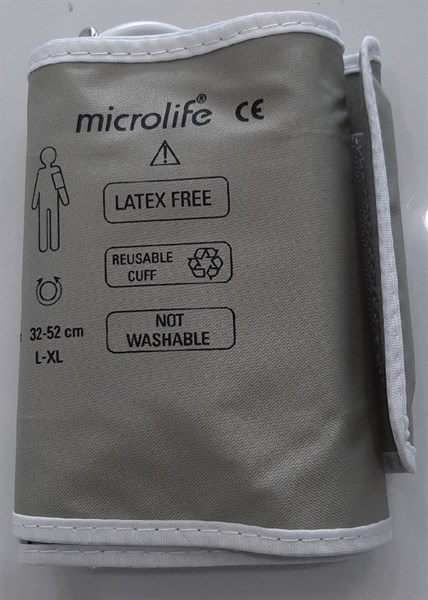 microlife® CE
LATEX FREE
REUSABLE
CUFF
NOT
WASHABLE
32-52 cm
L-XL